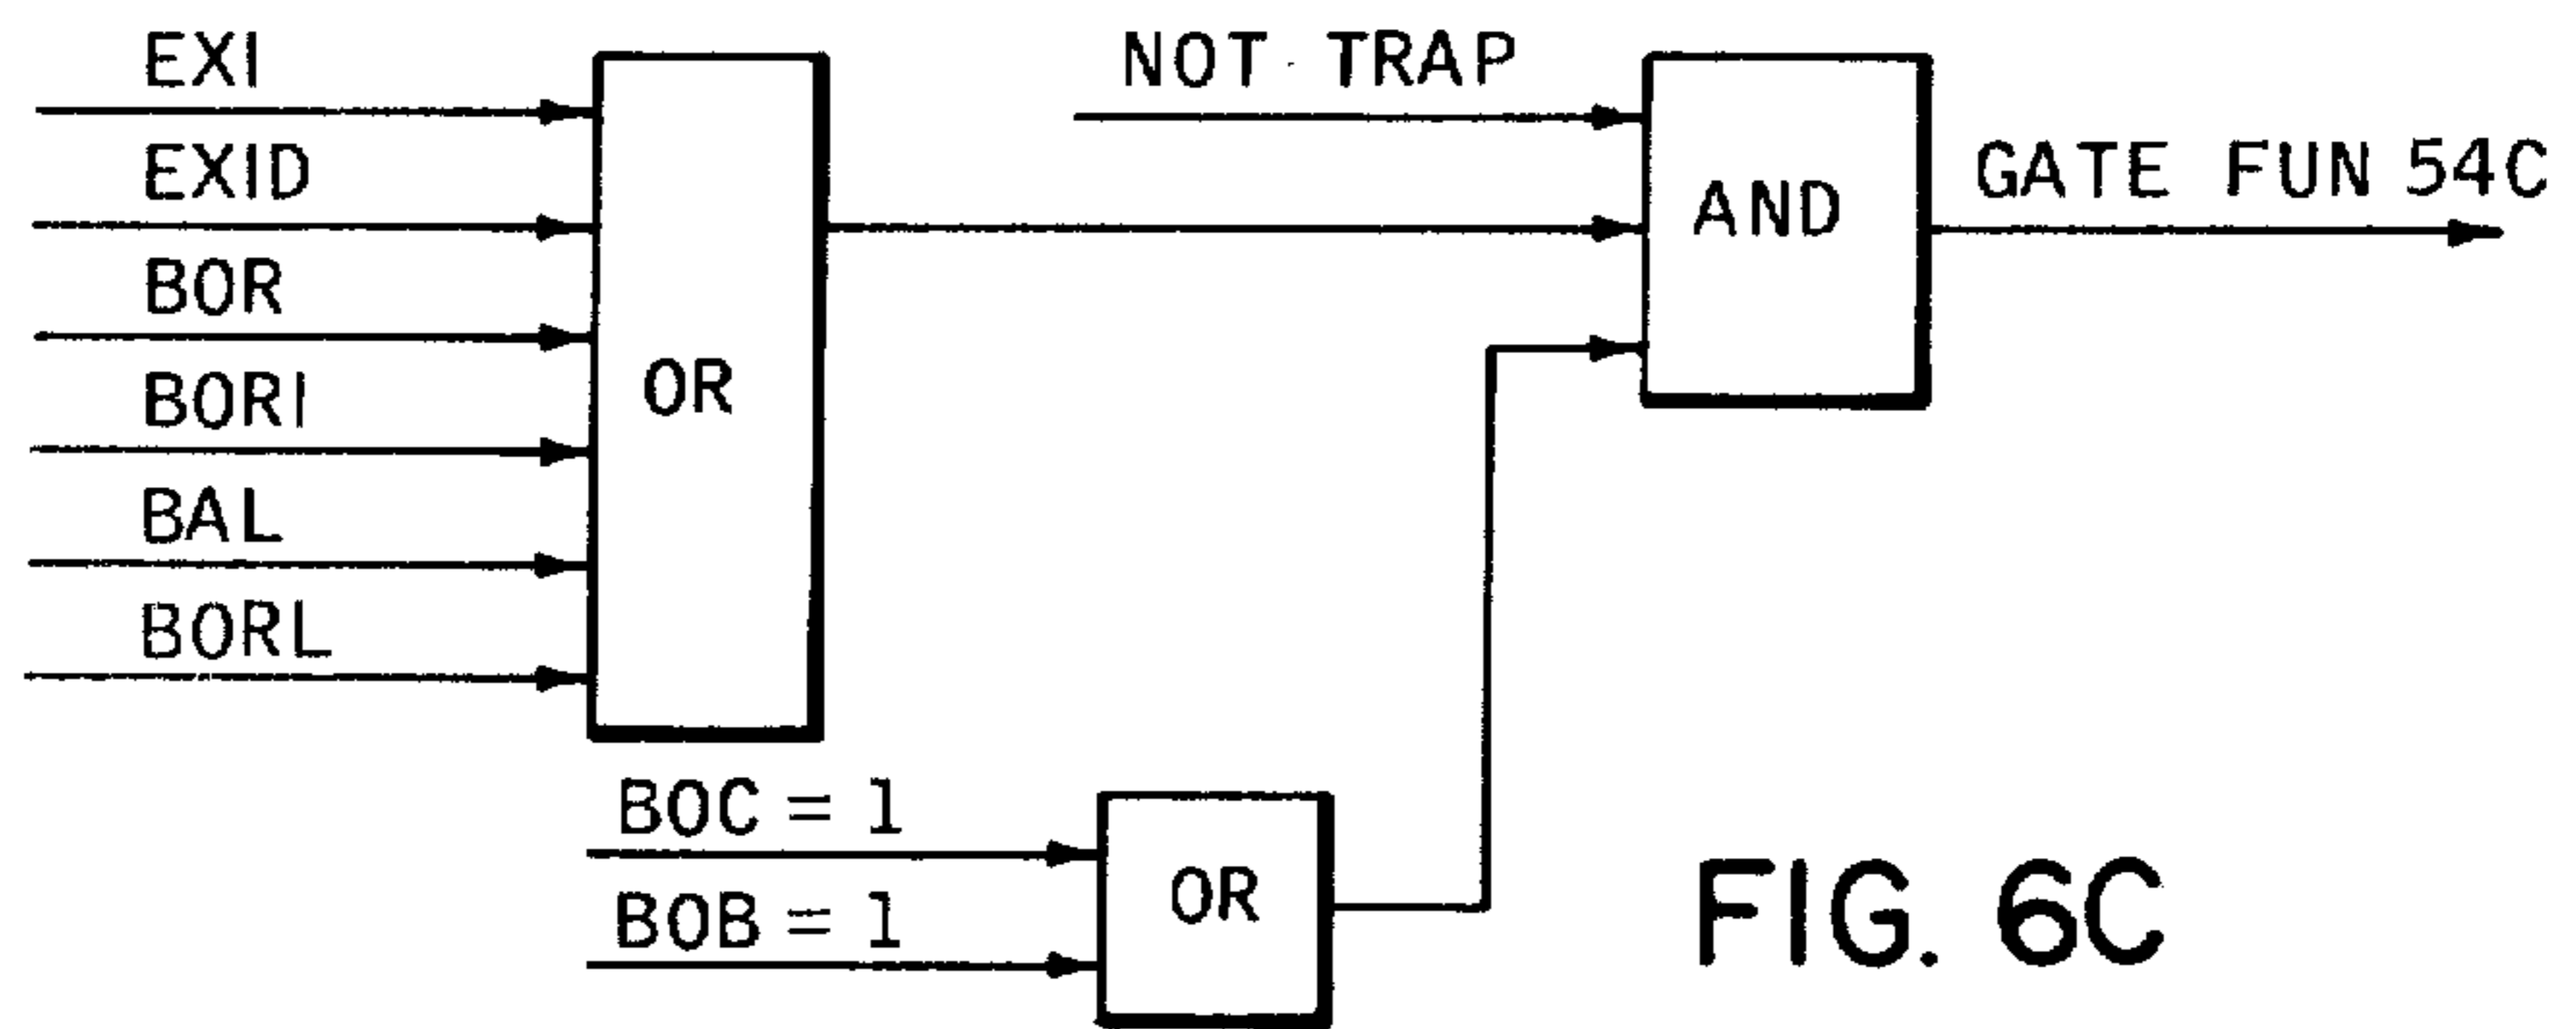 EXI
EXID
BOR
BORI
BAL
BORL
OR
NOT TRAP
AND
GATE FUN 54C
BOC = 1
BOB = 1
OR
FIG. 6C